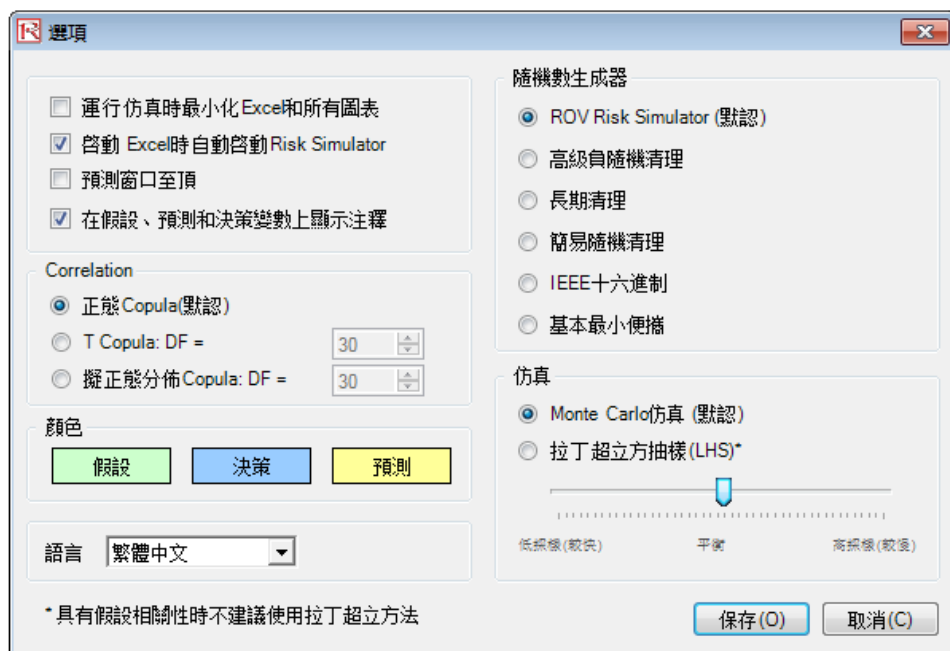 選項
運行仿真時最小化Excel和所有圖表
啓動 Excel時自動啓動Risk Simulator
預測窗口至頂
在假設、預測和決策變數上顯示注釋
Correlation
正態Copula(默認)
T Copula: DF = 30
擬正態分佈Copula: DF = 30
顏色
假設 決策 預測
語言 繁體中文
*具有假設相關性時不建議使用拉丁超立方法
隨機數生成器
ROV Risk Simulator (默認)
高級負隨機清理
長期清理
簡易隨機清理
IEEE十六進制
基本最小便攜
仿真
Monte Carlo仿真 (默認)
拉丁超立方抽樣(LHS)*
低採樣(較快) 平衡 高採樣(較慢)
保存(O) 取消(C)